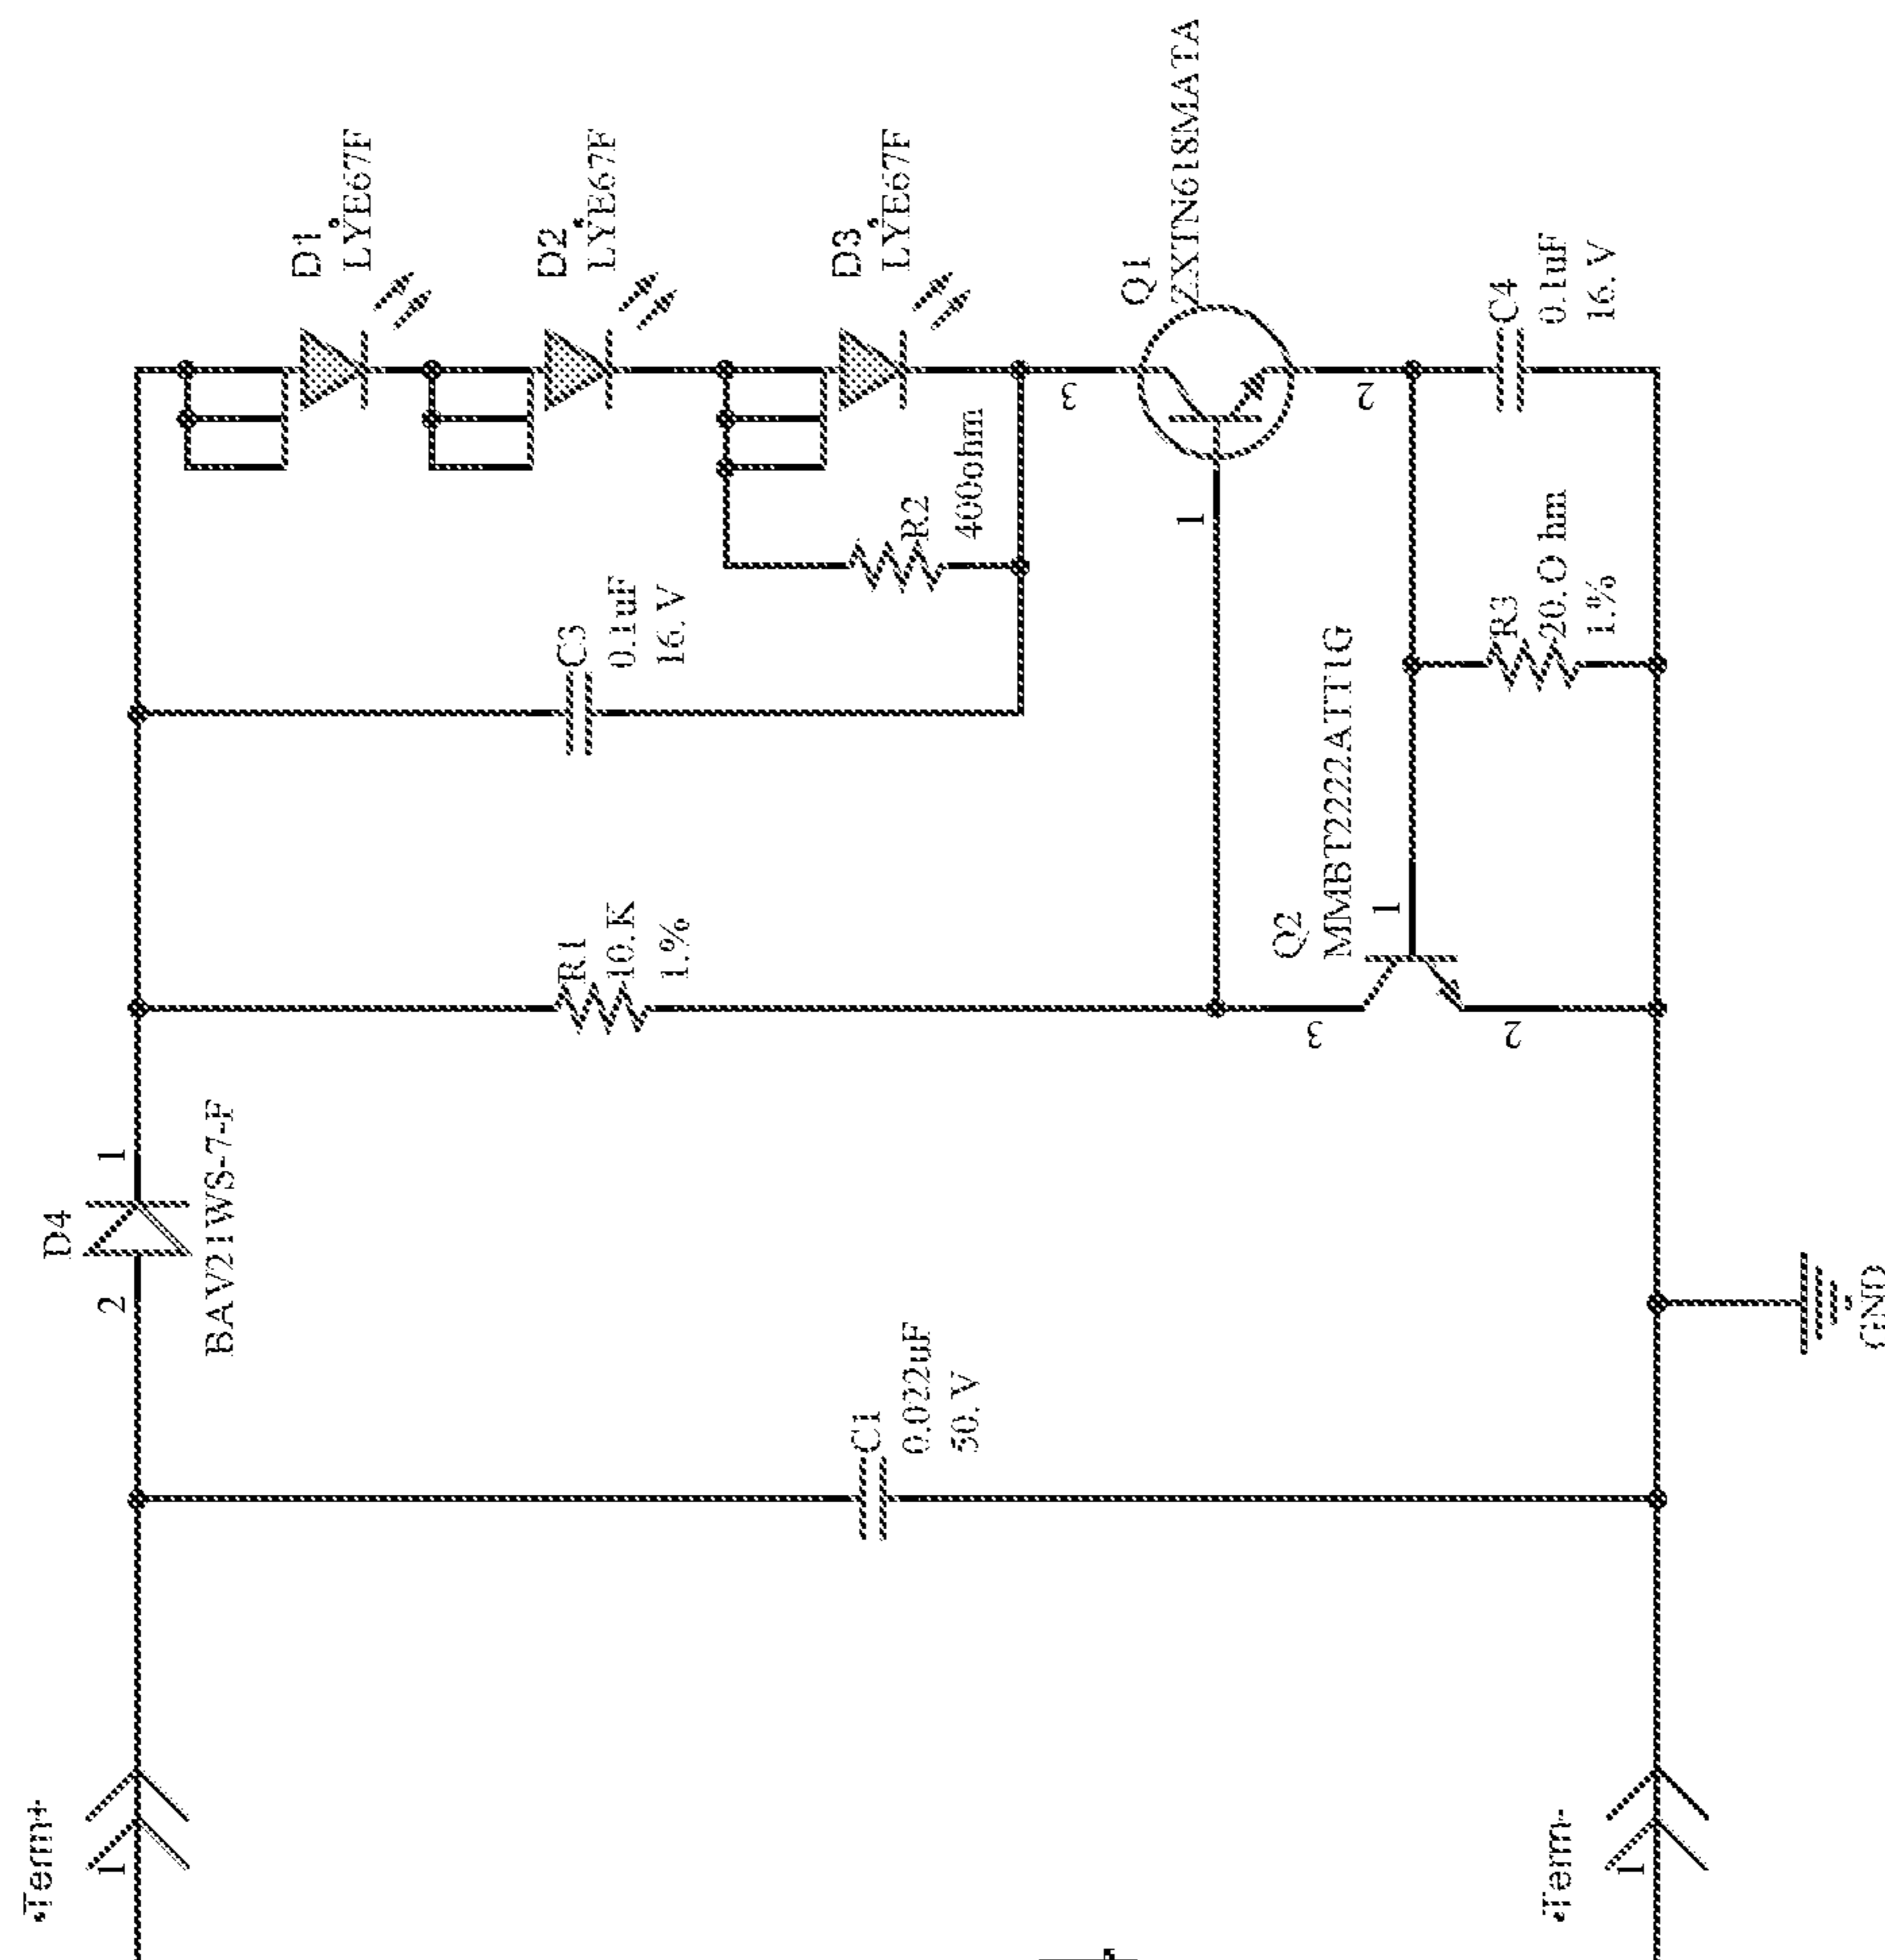 Term+
1
D4
2
1
BAV21WS-7-F
C1
0.022uF
50.V
R1
10.K
1.%
C3
0.1uF
16.V
D1
LYE67F
D2
LYE67F
D3
LYE67F
R2
400ohm
Q1
ZXTN618MATA
3
1
2
Q2
MMBT2222ATT1G
1
3
2
R3
20.Ohm
1.%
C4
0.1uF
16.V
GND
Term-
1